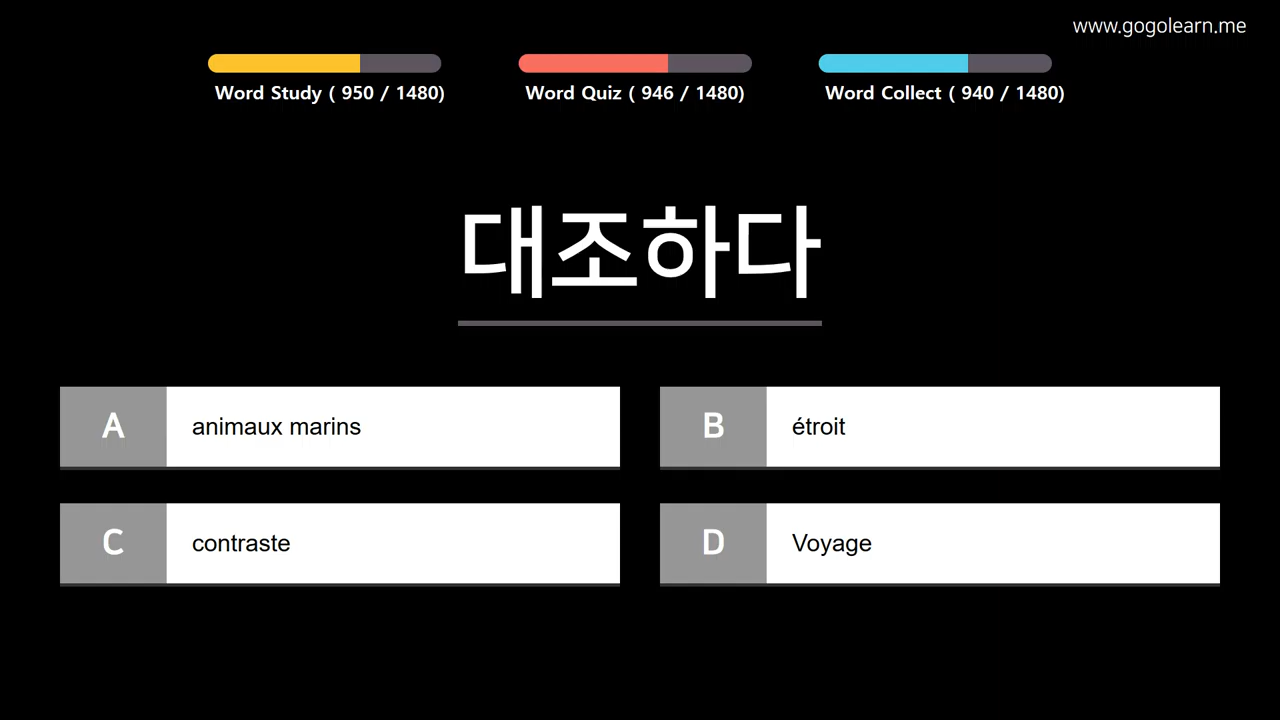 www.gogolearn.me
Word Study ( 950 / 1480)
Word Quiz ( 946 / 1480)
Word Collect ( 940 / 1480)
대조하다
A animaux marins
B étroit
C contraste
D Voyage